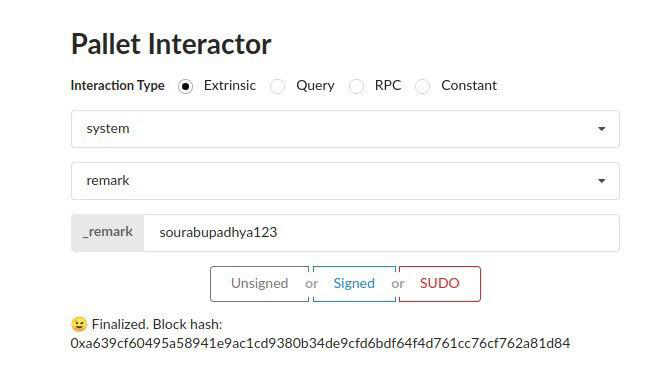 Pallet Interactor
Interaction Type Extrinsic Query RPC Constant
system
remark
_remark sourabupadhya123
Unsigned or Signed or SUDO
😉 Finalized. Block hash:
0xa639cf60495a58941e9ac1cd9380b34de9cfd6bdf64f4d761cc76cf762a81d84